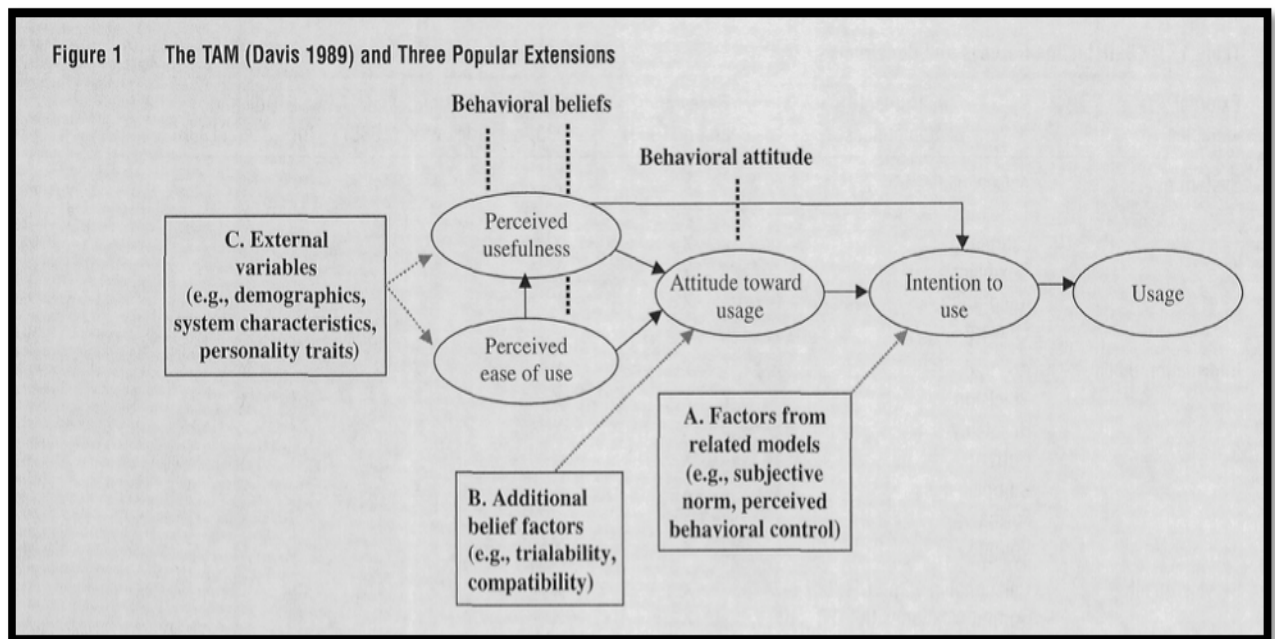 Figure 1 The TAM (Davis 1989) and Three Popular Extensions
Behavioral beliefs
Behavioral attitude
Perceived
usefulness
C. External
variables
(e.g., demographics,
system characteristics,
personality traits)
Attitude toward
usage
Intention to
use
Usage
Perceived
ease of use
A. Factors from
related models
(e.g., subjective
norm, perceived
behavioral control)
B. Additional
belief factors
(e.g., trialability,
compatibility)